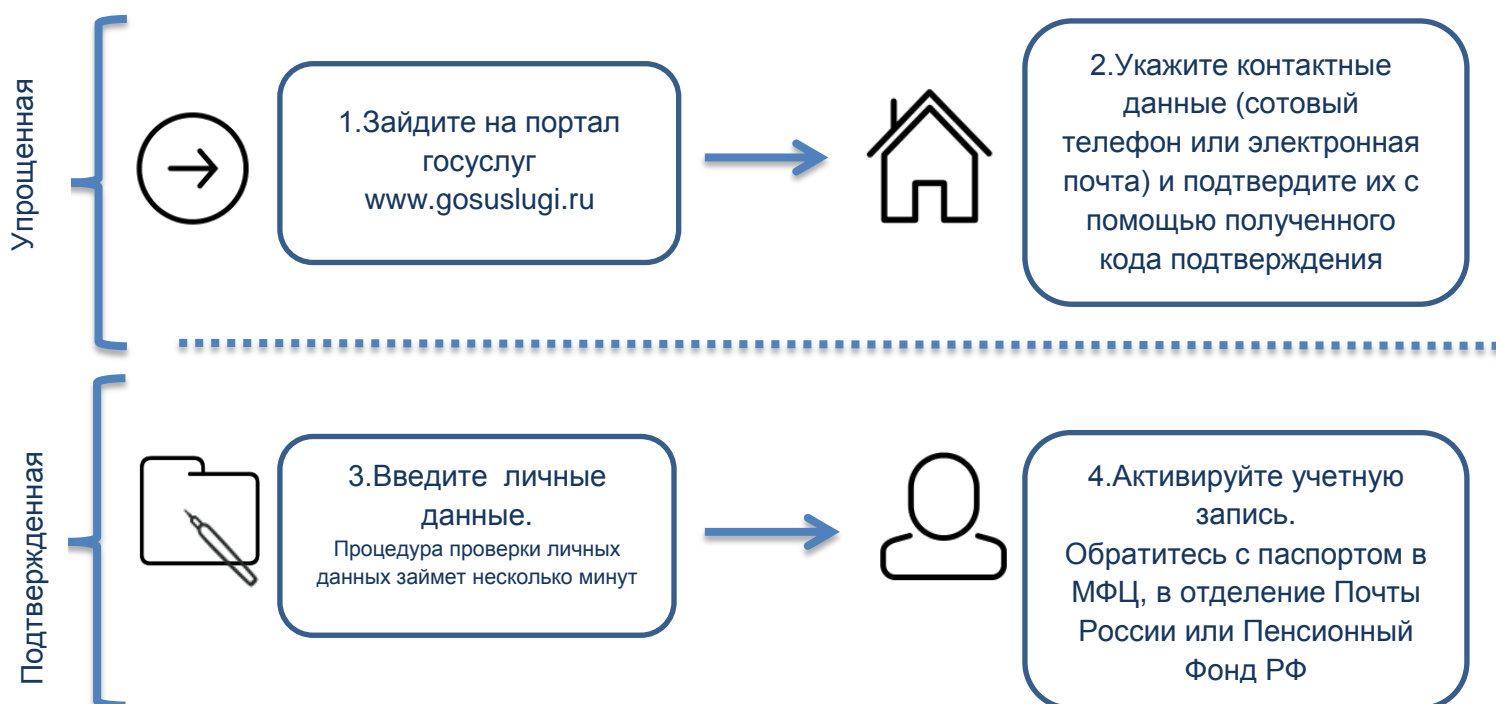 Упрощенная
1.Зайдите на портал
госуслуг
www.gosuslugi.ru
2.Укажите контактные
данные (сотовый
телефон или электронная
почта) и подтвердите их с
помощью полученного
кода подтверждения
Подтвержденная
3.Введите личные
данные.
Процедура проверки личных
данных займет несколько минут
4.Активируйте учетную
запись.
Обратитесь с паспортом в
МФЦ, в отделение Почты
России или Пенсионный
Фонд РФ